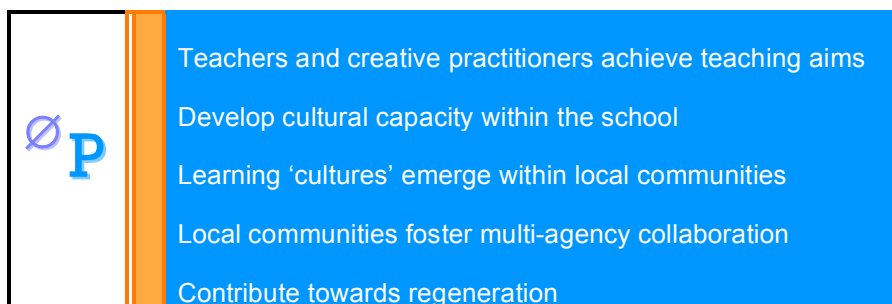 Ø P
Teachers and creative practitioners achieve teaching aims
Develop cultural capacity within the school
Learning ‘cultures’ emerge within local communities
Local communities foster multi-agency collaboration
Contribute towards regeneration